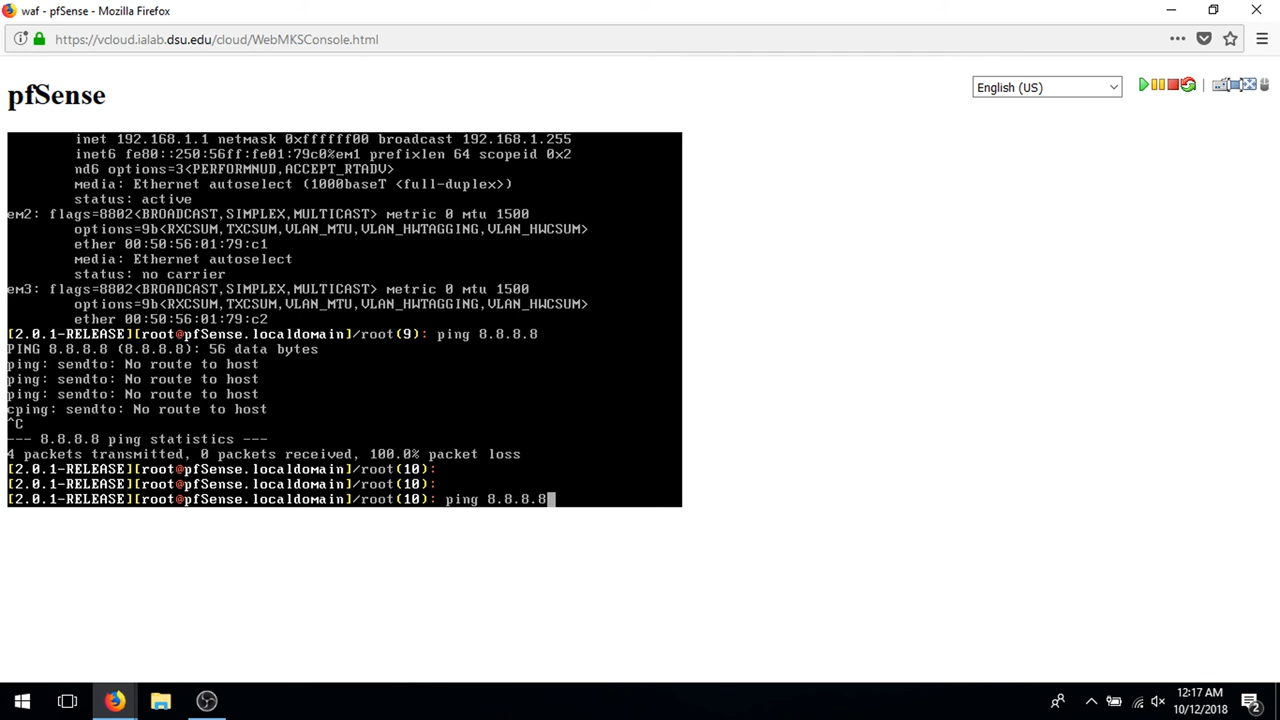 waf - pfSense - Mozilla Firefox
https://vcloud.ialab.dsu.edu/cloud/WebMKSConsole.html
pfSense
English (US)
inet 192.168.1.1 netmask 0xffffff00 broadcast 192.168.1.255
inet6 fe80::250:56ff:fe01:79c0%em1 prefixlen 64 scopeid 0x2
nd6 options=3<PERFORMNUD,ACCEPT_RTADV>
media: Ethernet autoselect (1000baseT <full-duplex>)
status: active
em2: flags=8802<BROADCAST,SIMPLEX,MULTICAST> metric 0 mtu 1500
options=9b<RXCSUM,TXCSUM,VLAN_MTU,VLAN_HWTAGGING,VLAN_HWCSUM>
ether 00:50:56:01:79:c1
media: Ethernet autoselect
status: no carrier
em3: flags=8802<BROADCAST,SIMPLEX,MULTICAST> metric 0 mtu 1500
options=9b<RXCSUM,TXCSUM,VLAN_MTU,VLAN_HWTAGGING,VLAN_HWCSUM>
ether 00:50:56:01:79:c2
[2.0.1-RELEASE][root@pfSense.localdomain]/root(9): ping 8.8.8.8
PING 8.8.8.8 (8.8.8.8): 56 data bytes
ping: sendto: No route to host
ping: sendto: No route to host
ping: sendto: No route to host
cping: sendto: No route to host
^C
--- 8.8.8.8 ping statistics ---
4 packets transmitted, 0 packets received, 100.0% packet loss
[2.0.1-RELEASE][root@pfSense.localdomain]/root(10):
[2.0.1-RELEASE][root@pfSense.localdomain]/root(10):
[2.0.1-RELEASE][root@pfSense.localdomain]/root(10): ping 8.8.8.8
12:17 AM
10/12/2018
2